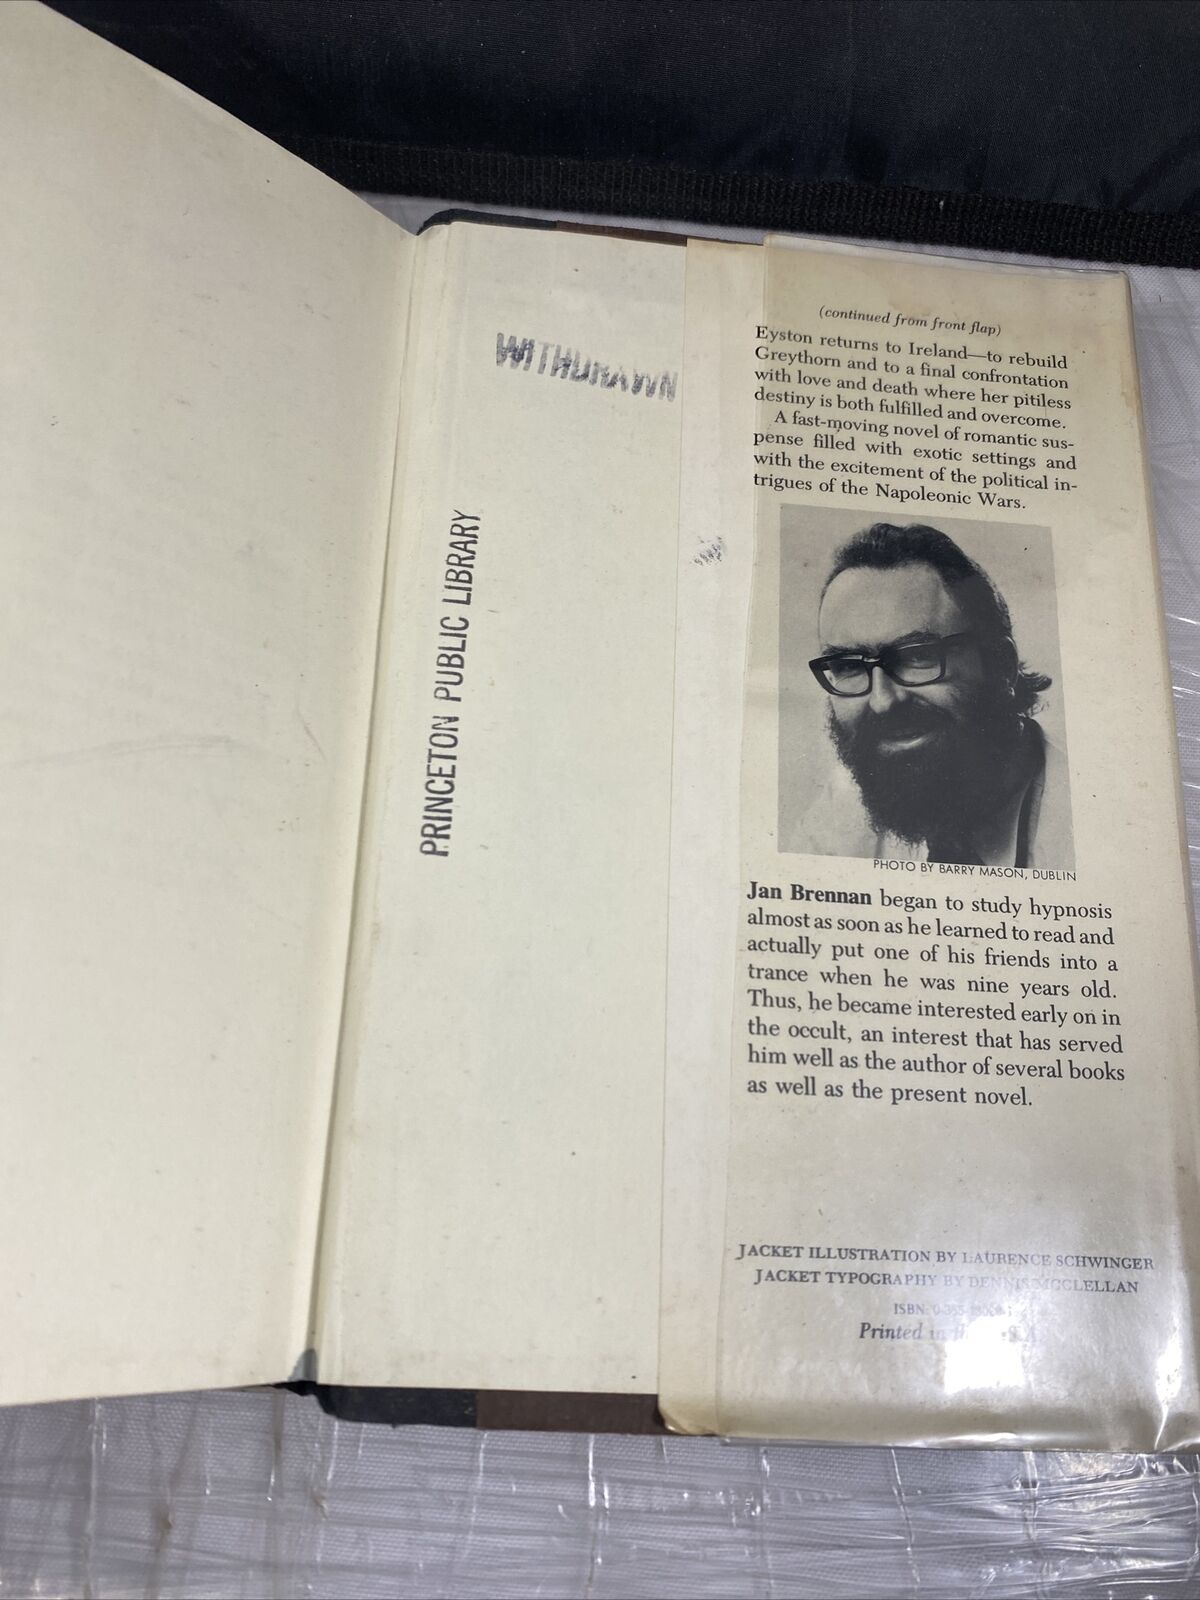 WITHDRAWN
PRINCETON PUBLIC LIBRARY
(continued from front flap)
Eyston returns to Ireland—to rebuild
Greythorn and to a final confrontation
with love and death where her pitiless
destiny is both fulfilled and overcome.
A fast-moving novel of romantic sus-
pense filled with exotic settings and
with the excitement of the political in-
trigues of the Napoleonic Wars.
PHOTO BY BARRY MASON, DUBLIN
Jan Brennan began to study hypnosis
almost as soon as he learned to read and
actually put one of his friends into a
trance when he was nine years old.
Thus, he became interested early on in
the occult, an interest that has served
him well as the author of several books
as well as the present novel.
JACKET ILLUSTRATION BY LAURENCE SCHWINGER
JACKET TYPOGRAPHY BY DENNIS MCCLELLAN
ISBN:
Printed in